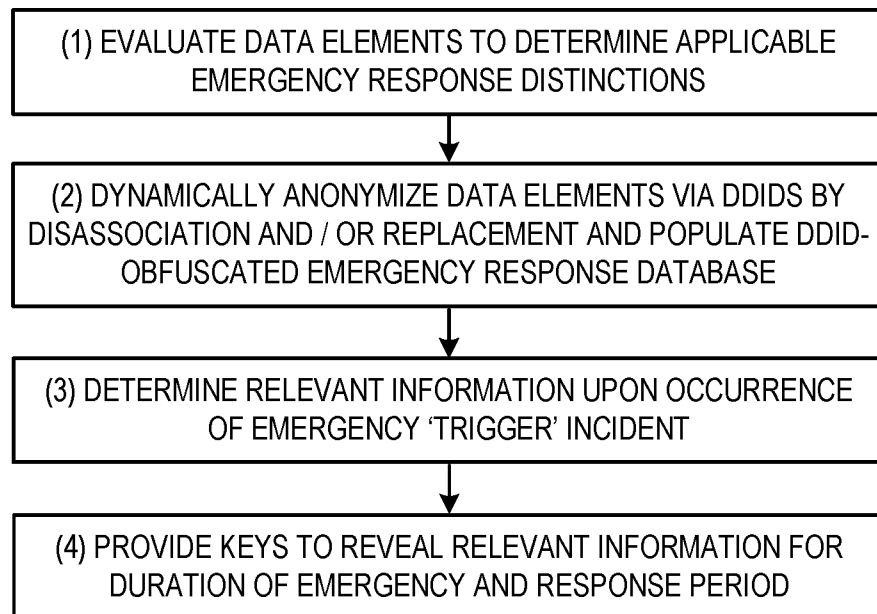 (1) EVALUATE DATA ELEMENTS TO DETERMINE APPLICABLE
EMERGENCY RESPONSE DISTINCTIONS
(2) DYNAMICALLY ANONYMIZE DATA ELEMENTS VIA DDIDS BY
DISASSOCIATION AND / OR REPLACEMENT AND POPULATE DDID-
OBFUSCATED EMERGENCY RESPONSE DATABASE
(3) DETERMINE RELEVANT INFORMATION UPON OCCURRENCE
OF EMERGENCY ‘TRIGGER’ INCIDENT
(4) PROVIDE KEYS TO REVEAL RELEVANT INFORMATION FOR
DURATION OF EMERGENCY AND RESPONSE PERIOD